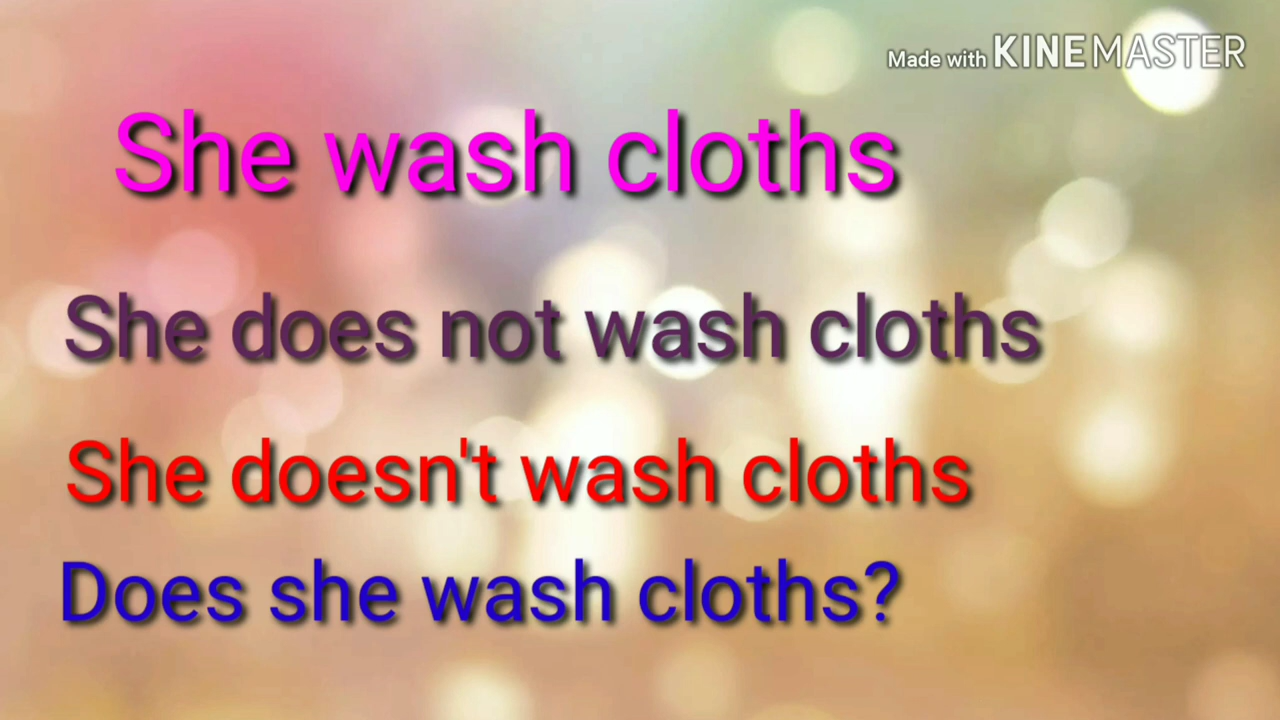 Made with KINEMASTER
She wash cloths
She does not wash cloths
She doesn't wash cloths
Does she wash cloths?